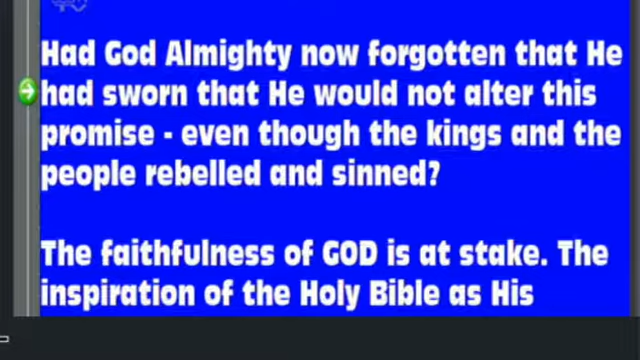 Had God Almighty now forgotten that He
had sworn that He would not alter this
promise - even though the kings and the
people rebelled and sinned?
The faithfulness of GOD is at stake. The
inspiration of the Holy Bible as His